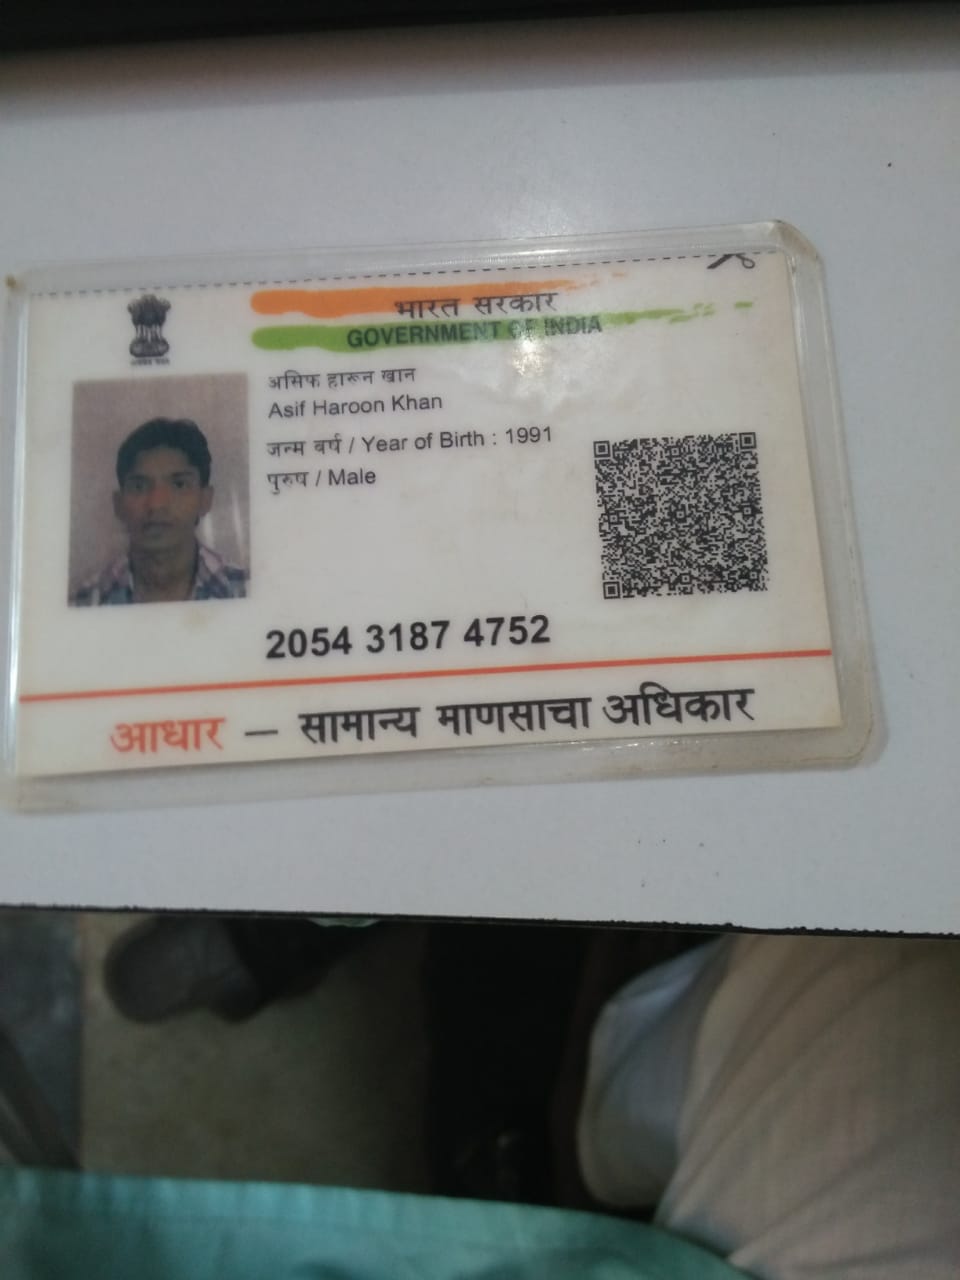 भारत सरकार
GOVERNMENT OF INDIA
असिफ हारून खान
Asif Haroon Khan
जन्म वर्ष / Year of Birth : 1991
पुरुष / Male
2054 3187 4752
आधार – सामान्य माणसाचा अधिकार